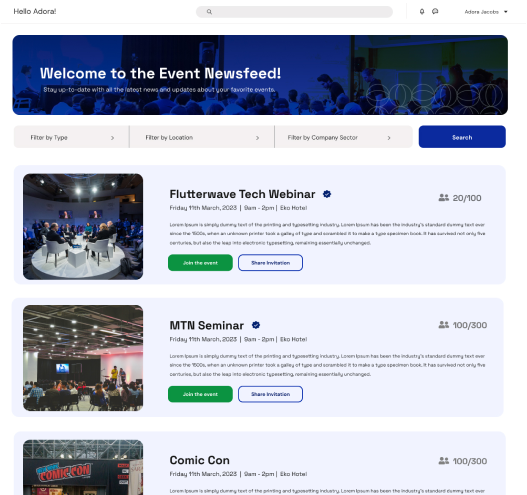 Hello Adora!
Adora Jacobs
Welcome to the Event Newsfeed!
Stay up-to-date with all the latest news and updates about your favorite events.
Filter by Type
Filter by Location
Filter by Company Sector
Search
Flutterwave Tech Webinar
20/100
Friday 11th March, 2023 | 9am - 2pm | Eko Hotel
Lorem Ipsum is simply dummy text of the printing and typesetting industry. Lorem Ipsum has been the industry's standard dummy text ever
since the 1500s, when an unknown printer took a galley of type and scrambled it to make a type specimen book. It has survived not only five
centuries, but also the leap into electronic typesetting, remaining essentially unchanged.
Join the event
Share Invitation
MTN Seminar
100/300
Friday 11th March, 2023 | 9am - 2pm | Eko Hotel
Lorem Ipsum is simply dummy text of the printing and typesetting industry. Lorem Ipsum has been the industry's standard dummy text ever
since the 1500s, when an unknown printer took a galley of type and scrambled it to make a type specimen book. It has survived not only five
centuries, but also the leap into electronic typesetting, remaining essentially unchanged.
Join the event
Share Invitation
COMIC CON
Comic Con
100/300
Friday 11th March, 2023 | 9am - 2pm | Eko Hotel
Lorem Ipsum is simply dummy text of the printing and typesetting industry. Lorem Ipsum has been the industry's standard dummy text ever